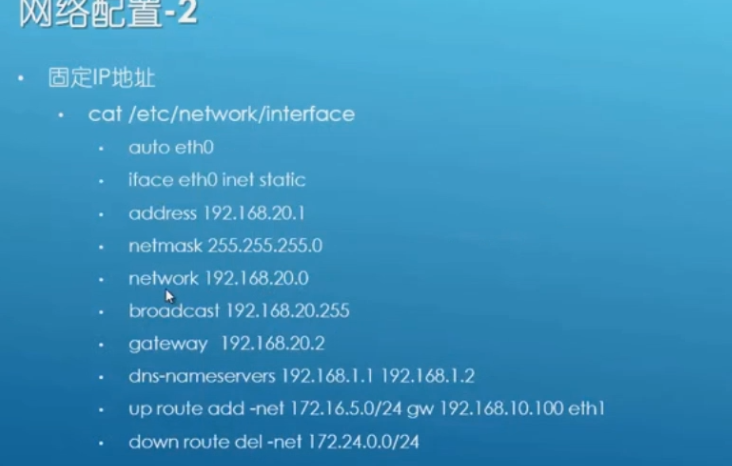 网络配置-2
• 固定IP地址
• cat /etc/network/interface
• auto eth0
• iface eth0 inet static
• address 192.168.20.1
• netmask 255.255.255.0
• network 192.168.20.0
• broadcast 192.168.20.255
• gateway 192.168.20.2
• dns-nameservers 192.168.1.1 192.168.1.2
• up route add -net 172.16.5.0/24 gw 192.168.10.100 eth1
• down route del -net 172.24.0.0/24